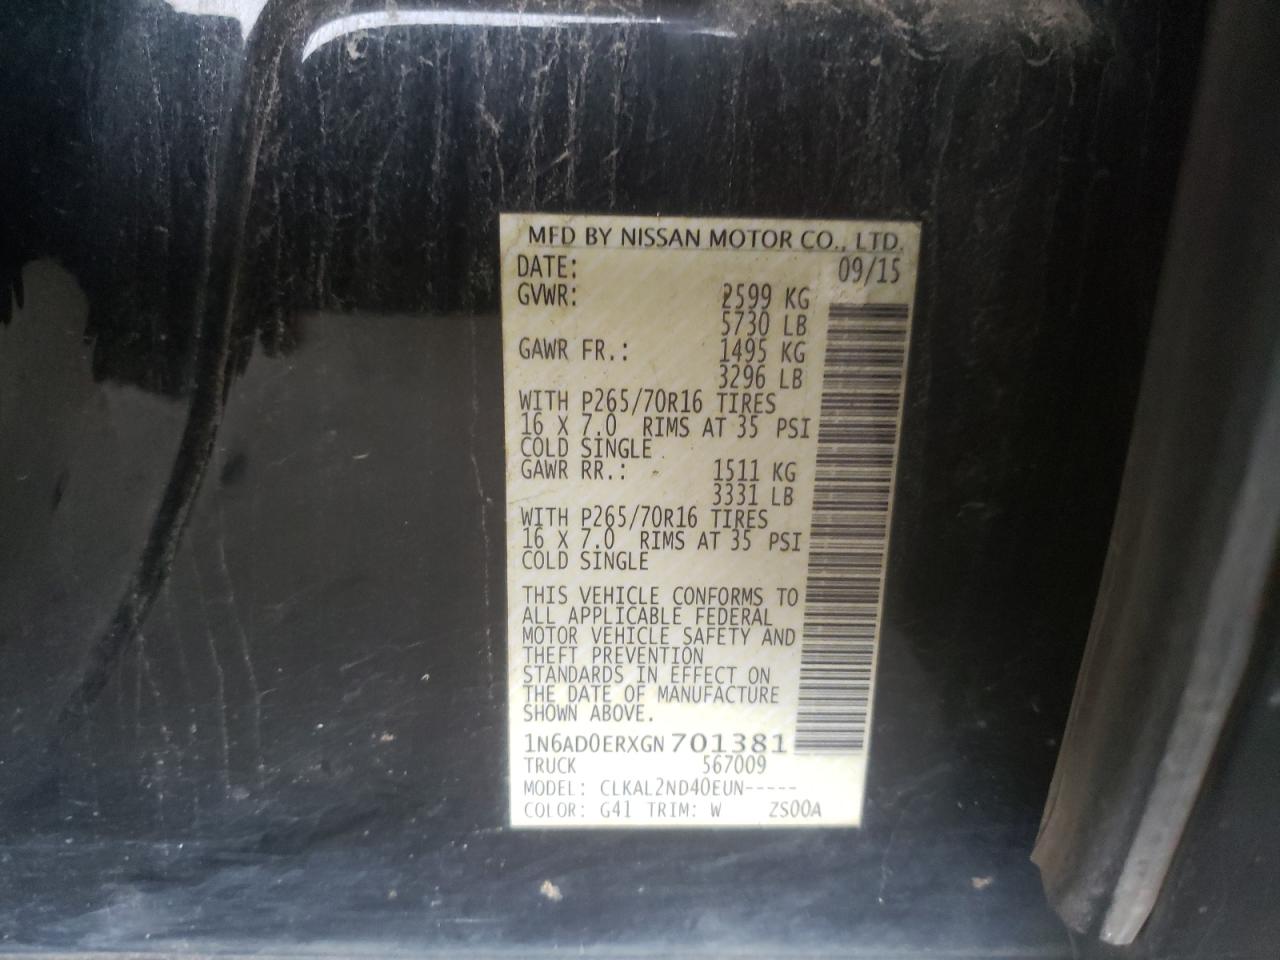 MFD BY NISSAN MOTOR CO., LTD.
DATE: 09/15
GVWR: 2599 KG
5730 LB
GAWR FR.: 1495 KG
3296 LB
WITH P265/70R16 TIRES
16 X 7.0 RIMS AT 35 PSI
COLD SINGLE
GAWR RR.: 1511 KG
3331 LB
WITH P265/70R16 TIRES
16 X 7.0 RIMS AT 35 PSI
COLD SINGLE
THIS VEHICLE CONFORMS TO
ALL APPLICABLE FEDERAL
MOTOR VEHICLE SAFETY AND
THEFT PREVENTION
STANDARDS IN EFFECT ON
THE DATE OF MANUFACTURE
SHOWN ABOVE.
1N6AD0ERXGN701381
TRUCK 567009
MODEL: CLKAL2ND40EUN-----
COLOR: G41 TRIM: W ZS00A